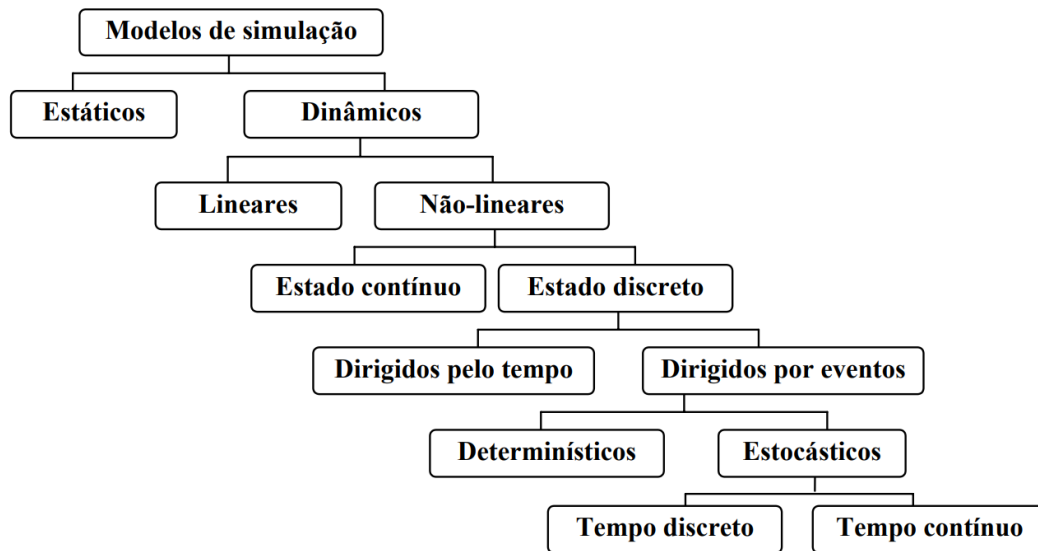 Modelos de simulação
Estáticos
Dinâmicos
Lineares
Não-lineares
Estado contínuo
Estado discreto
Dirigidos pelo tempo
Dirigidos por eventos
Determinísticos
Estocásticos
Tempo discreto
Tempo contínuo